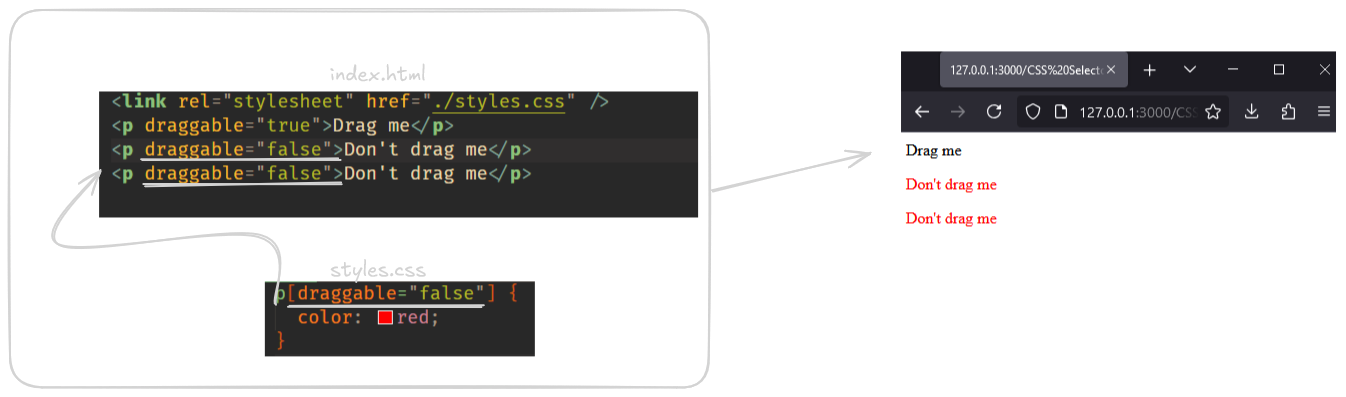 index.html
<link rel="stylesheet" href="./styles.css" />
<p draggable="true">Drag me</p>
<p draggable="false">Don't drag me</p>
<p draggable="false">Don't drag me</p>
styles.css
p[draggable="false"] {
color: red;
}
127.0.0.1:3000/CSS%20Selecto
127.0.0.1:3000/CSS
Drag me
Don't drag me
Don't drag me